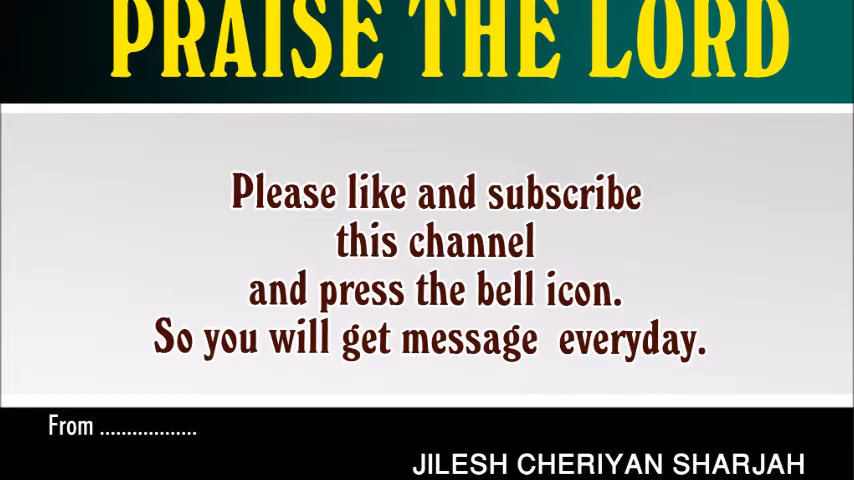 PRAISE THE LORD
Please like and subscribe
this channel
and press the bell icon.
So you will get message everyday.
From ..................
JILESH CHERIYAN SHARJAH